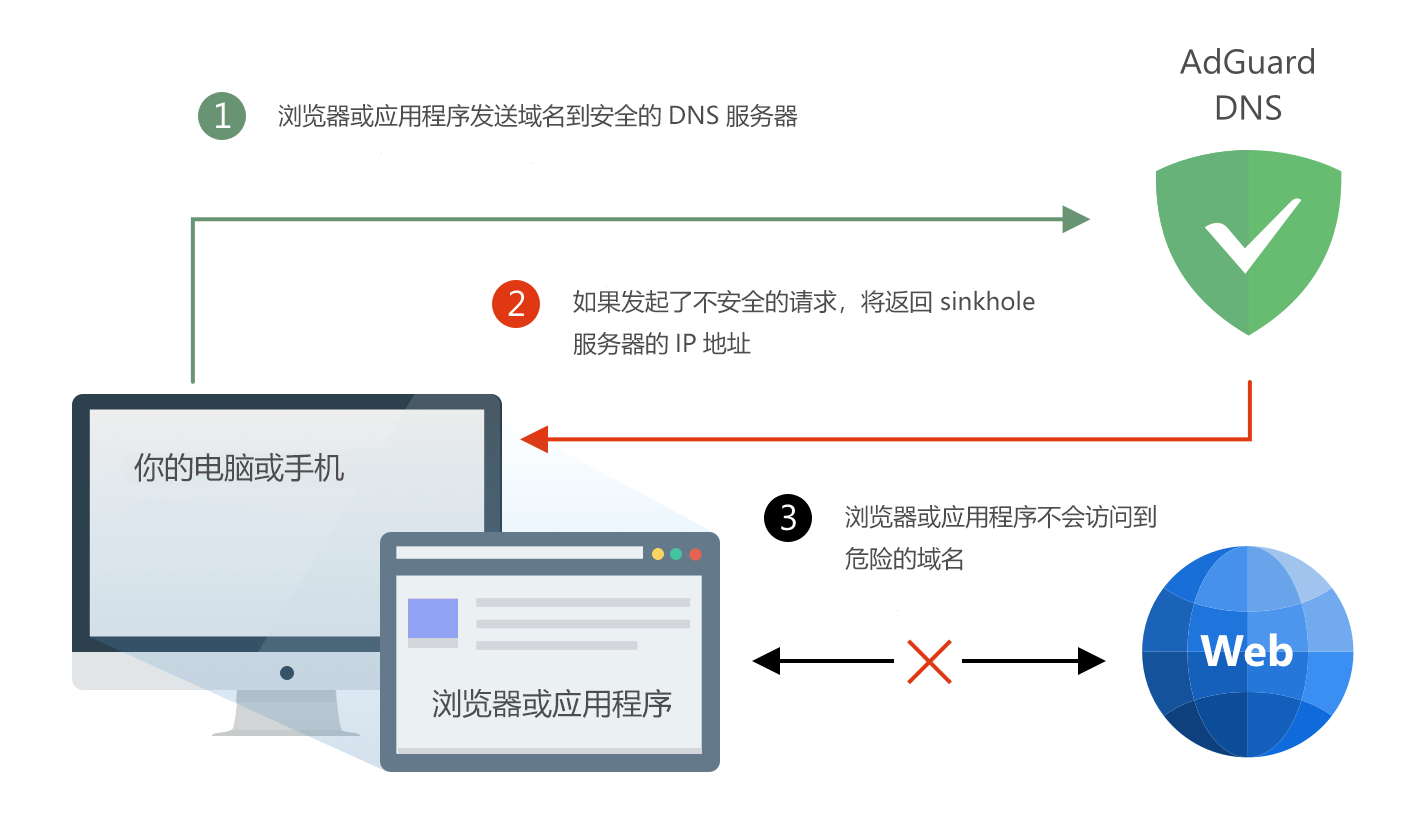 AdGuard
DNS
1
浏览器或应用程序发送域名到安全的 DNS 服务器
2
如果发起了不安全的请求，将返回 sinkhole
服务器的 IP 地址
你的电脑或手机
3
浏览器或应用程序不会访问到
危险的域名
Web
浏览器或应用程序